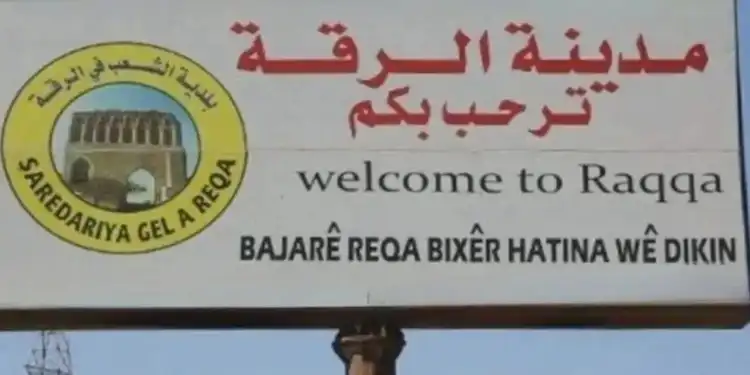 مدينة الرقة
ترحب بكم
welcome to Raqqa
BAJARÊ REQA BIXÊR HATINA WÊ DIKIN
بلدية الشعب في الرقة
SAREDARIYA GEL A REQA